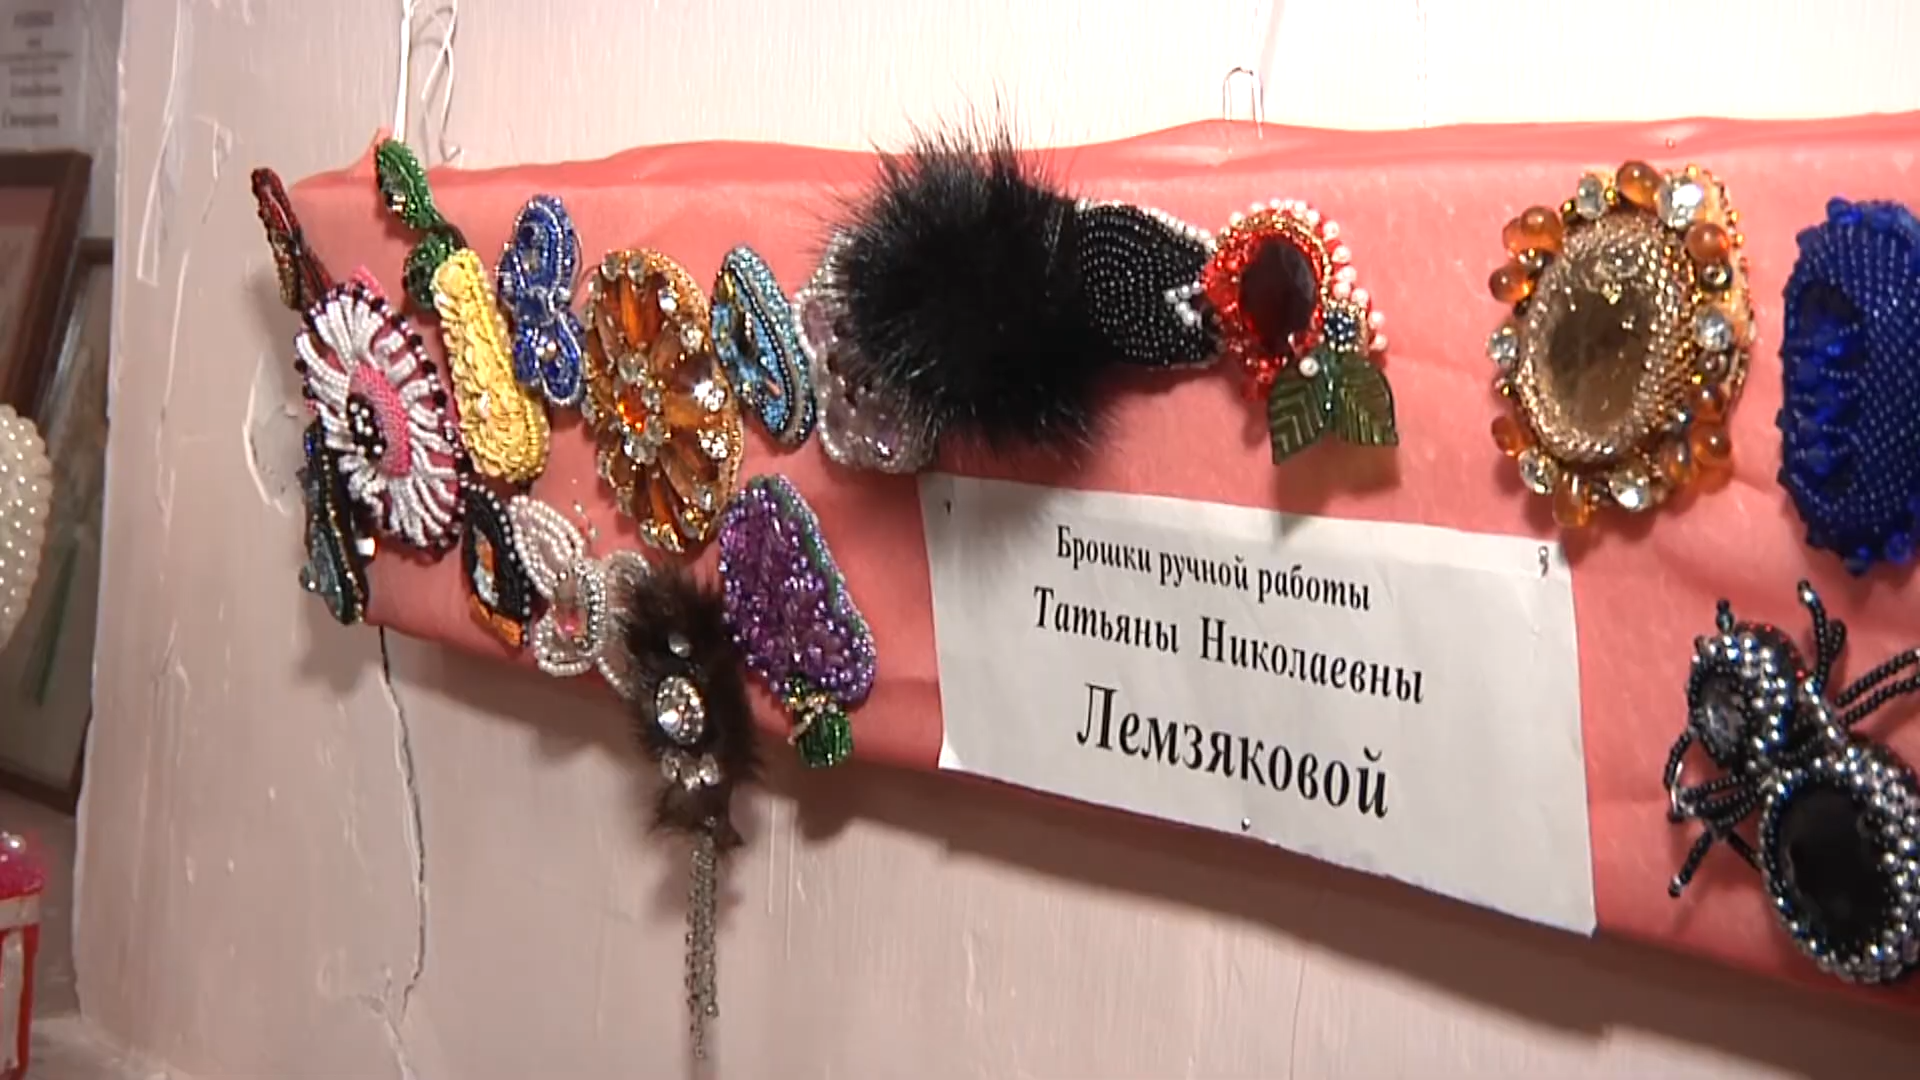 Брошки ручной работы
Татьяны Николаевны
Лемзяковой